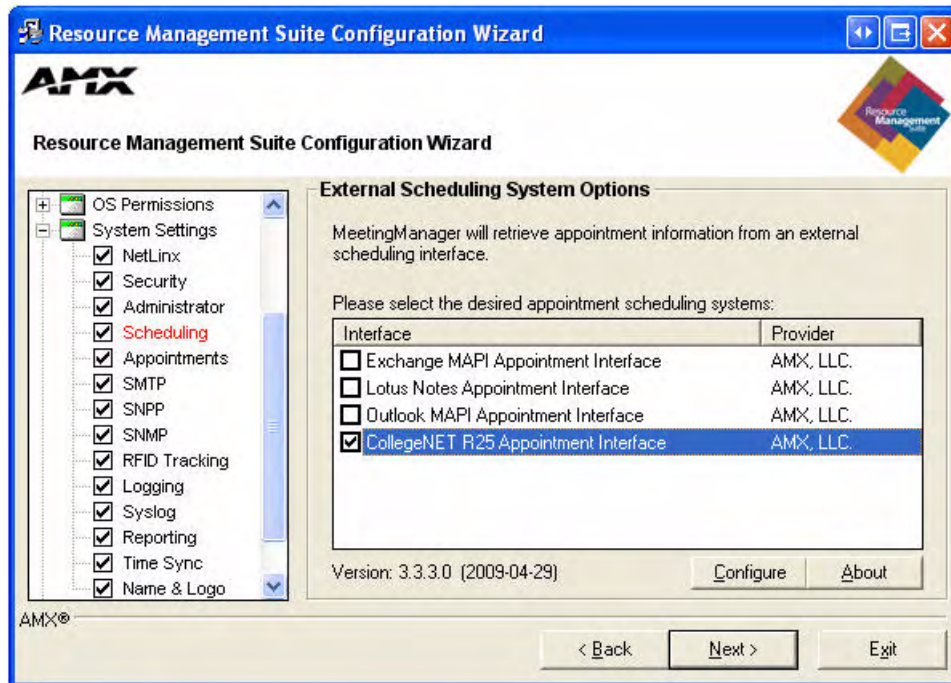 Resource Management Suite Configuration Wizard
AMX
Resource Management Suite
Resource Management Suite Configuration Wizard
OS Permissions
System Settings
NetLinx
Security
Administrator
Scheduling
Appointments
SMTP
SNPP
SNMP
RFID Tracking
Logging
Syslog
Reporting
Time Sync
Name & Logo
External Scheduling System Options
MeetingManager will retrieve appointment information from an external
scheduling interface.
Please select the desired appointment scheduling systems:
Interface Provider
Exchange MAPI Appointment Interface AMX, LLC.
Lotus Notes Appointment Interface AMX, LLC.
Outlook MAPI Appointment Interface AMX, LLC.
CollegeNET R25 Appointment Interface AMX, LLC.
Version: 3.3.3.0 (2009-04-29) Configure About
AMX®
< Back Next > Exit